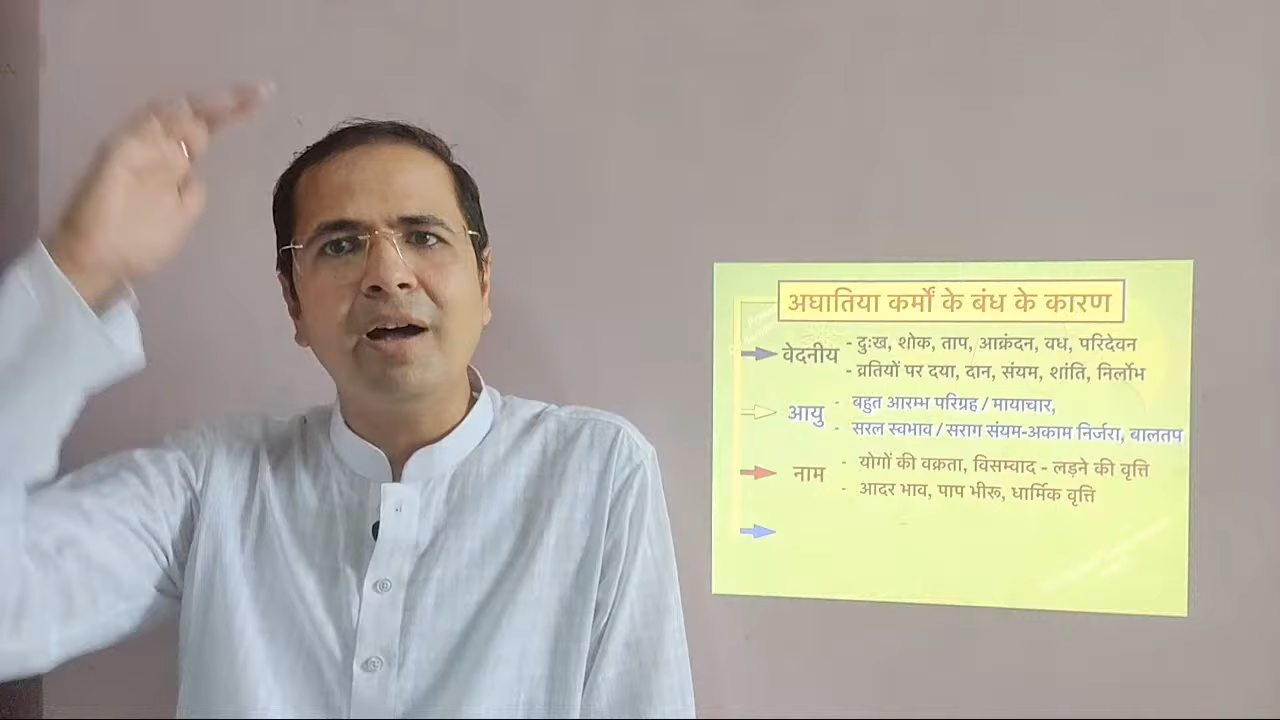 अघातिया कर्मों के बंध के कारण
वेदनीय - दुःख, शोक, ताप, आक्रंदन, वध, परिदेवन
- व्रतियों पर दया, दान, संयम, शांति, निर्लोभ
आयु - बहुत आरम्भ परिग्रह / मायाचार,
- सरल स्वभाव / सराग संयम-अकाम निर्जरा, बालतप
नाम - योगों की वक्रता, विसम्वाद - लड़ने की वृत्ति
- आदर भाव, पाप भीरू, धार्मिक वृत्ति